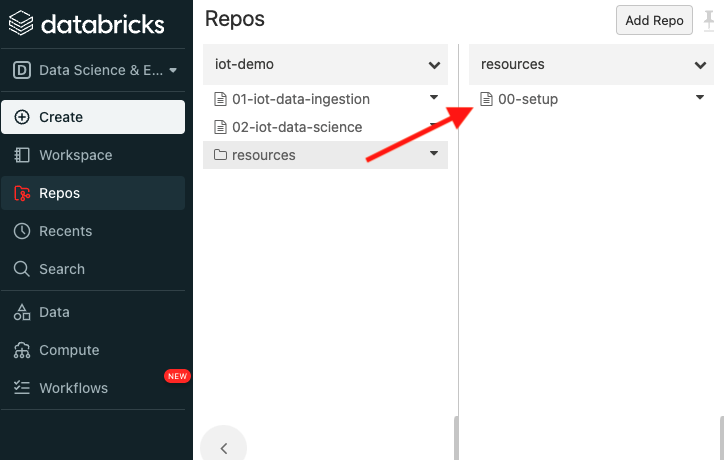 databricks
D Data Science & E...
Create
Workspace
Repos
Recents
Search
Data
Compute
Workflows
NEW
Repos
Add Repo
iot-demo
01-iot-data-ingestion
02-iot-data-science
resources
resources
00-setup